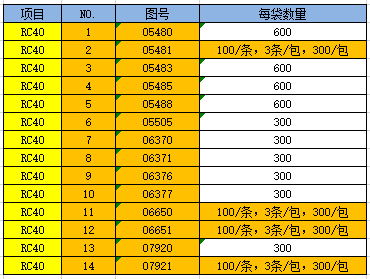 项目 NO. 图号 每袋数量
RC40 1 05480 600
RC40 2 05481 100/条，3条/包，300/包
RC40 3 05483 600
RC40 4 05485 600
RC40 5 05488 600
RC40 6 05505 300
RC40 7 06370 300
RC40 8 06371 300
RC40 9 06376 300
RC40 10 06377 300
RC40 11 06650 100/条，3条/包，300/包
RC40 12 06651 100/条，3条/包，300/包
RC40 13 07920 300
RC40 14 07921 100/条，3条/包，300/包